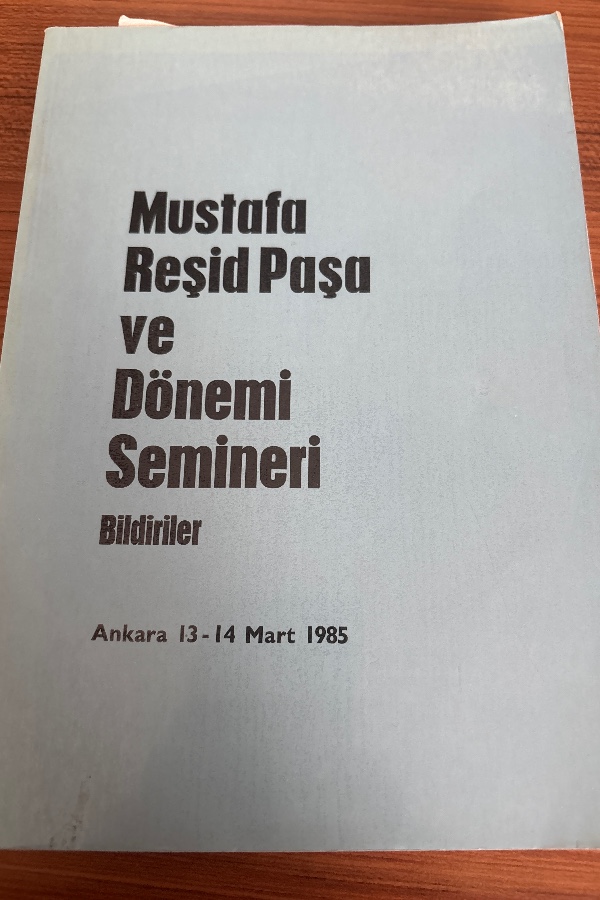 Mustafa
Reşid Paşa
ve
Dönemi
Semineri
Bildiriler
Ankara 13-14 Mart 1985